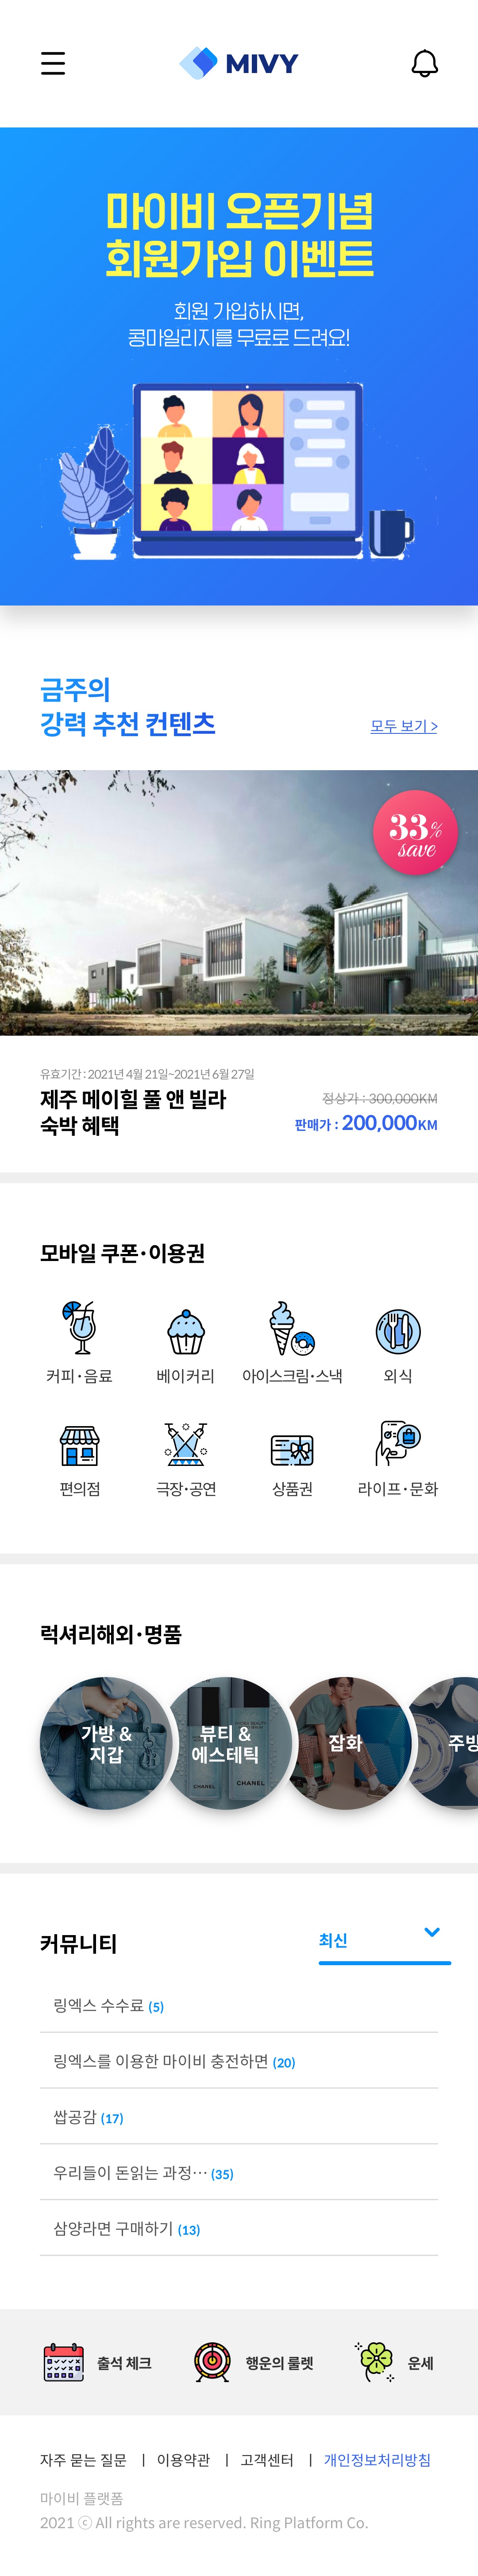 MIVY
마이비 오픈기념
회원가입 이벤트
회원 가입하시면,
콩마일리지를 무료로 드려요!
금주의
강력 추천 컨텐츠
모두 보기 >
33%
save
유효기간 : 2021년 4월 21일~2021년 6월 27일
제주 메이힐 풀 앤 빌라
숙박 혜택
정상가 : 300,000KM
판매가 : 200,000KM
모바일 쿠폰·이용권
커피·음료
베이커리
아이스크림·스낵
외식
편의점
극장·공연
상품권
라이프·문화
럭셔리해외·명품
가방 &
지갑
뷰티 &
에스테틱
잡화
주방
CHANEL
CHANEL
커뮤니티
최신
링엑스 수수료 (5)
링엑스를 이용한 마이비 충전하면 (20)
쌉공감 (17)
우리들이 돈읽는 과정··· (35)
삼양라면 구매하기 (13)
출석 체크
행운의 룰렛
운세
자주 묻는 질문 | 이용약관 | 고객센터 | 개인정보처리방침
마이비 플랫폼
2021 ⓒ All rights are reserved. Ring Platform Co.